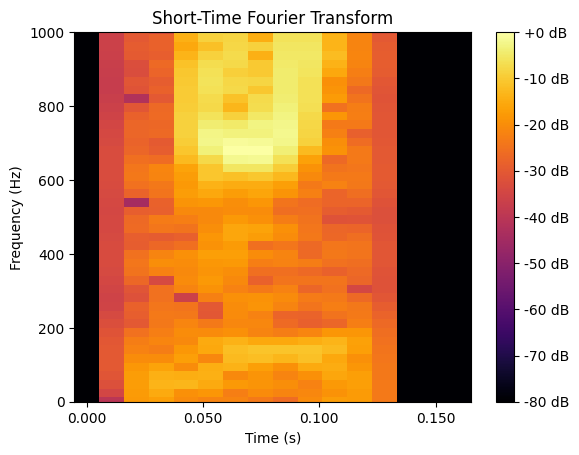 Short-Time Fourier Transform
1000
800
600
400
200
0
Frequency (Hz)
0.000
0.050
0.100
0.150
Time (s)
+0 dB
-10 dB
-20 dB
-30 dB
-40 dB
-50 dB
-60 dB
-70 dB
-80 dB